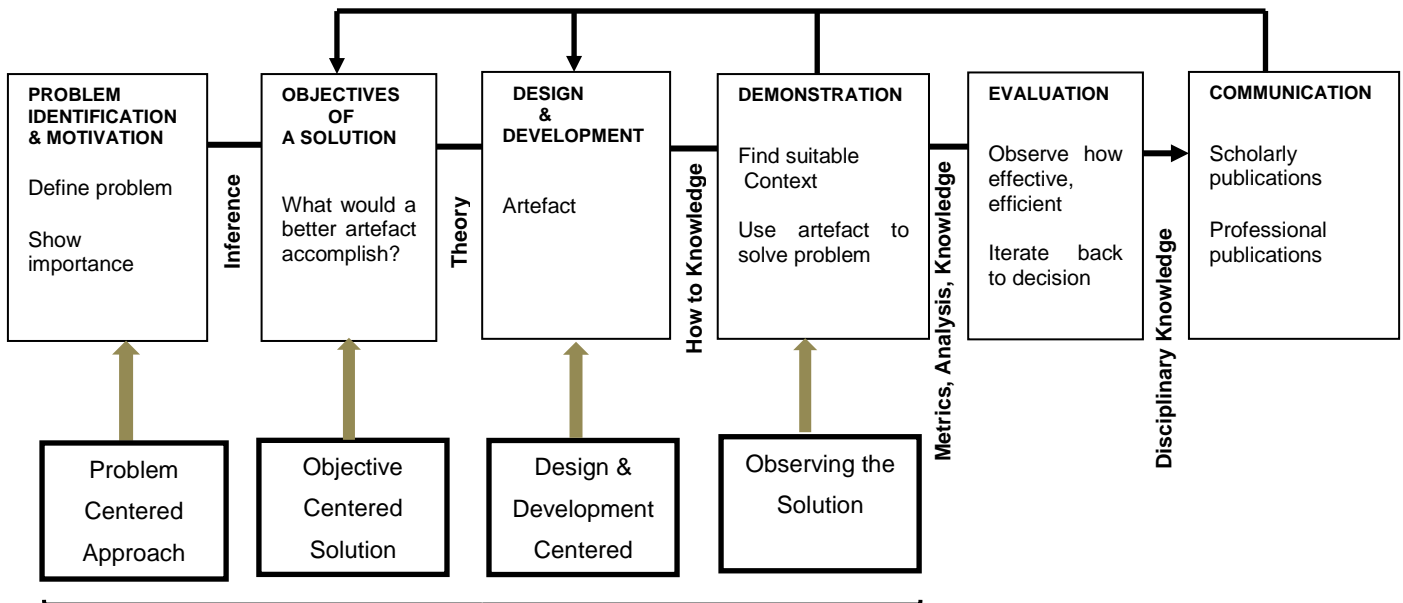 PROBLEM
IDENTIFICATION
& MOTIVATION
Define problem
Show
importance
Inference
OBJECTIVES
OF
A SOLUTION
What would a
better artefact
accomplish?
Theory
DESIGN
&
DEVELOPMENT
Artefact
How to Knowledge
DEMONSTRATION
Find suitable
Context
Use artefact to
solve problem
Metrics, Analysis, Knowledge
EVALUATION
Observe how
effective,
efficient
Iterate back
to decision
Disciplinary Knowledge
COMMUNICATION
Scholarly
publications
Professional
publications
Problem
Centered
Approach
Objective
Centered
Solution
Design &
Development
Centered
Observing the
Solution